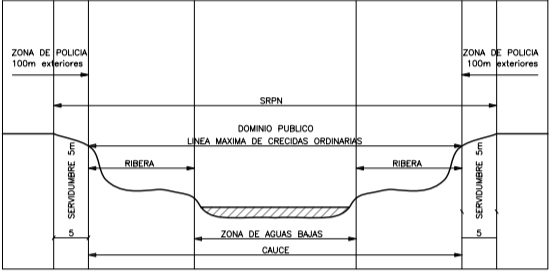 ZONA DE POLICIA
100m exteriores
ZONA DE POLICIA
100m exteriores
SRPN
DOMINIO PUBLICO
LINEA MAXIMA DE CRECIDAS ORDINARIAS
RIBERA
RIBERA
SERVIDUMBRE 5m
SERVIDUMBRE 5m
5
ZONA DE AGUAS BAJAS
5
CAUCE